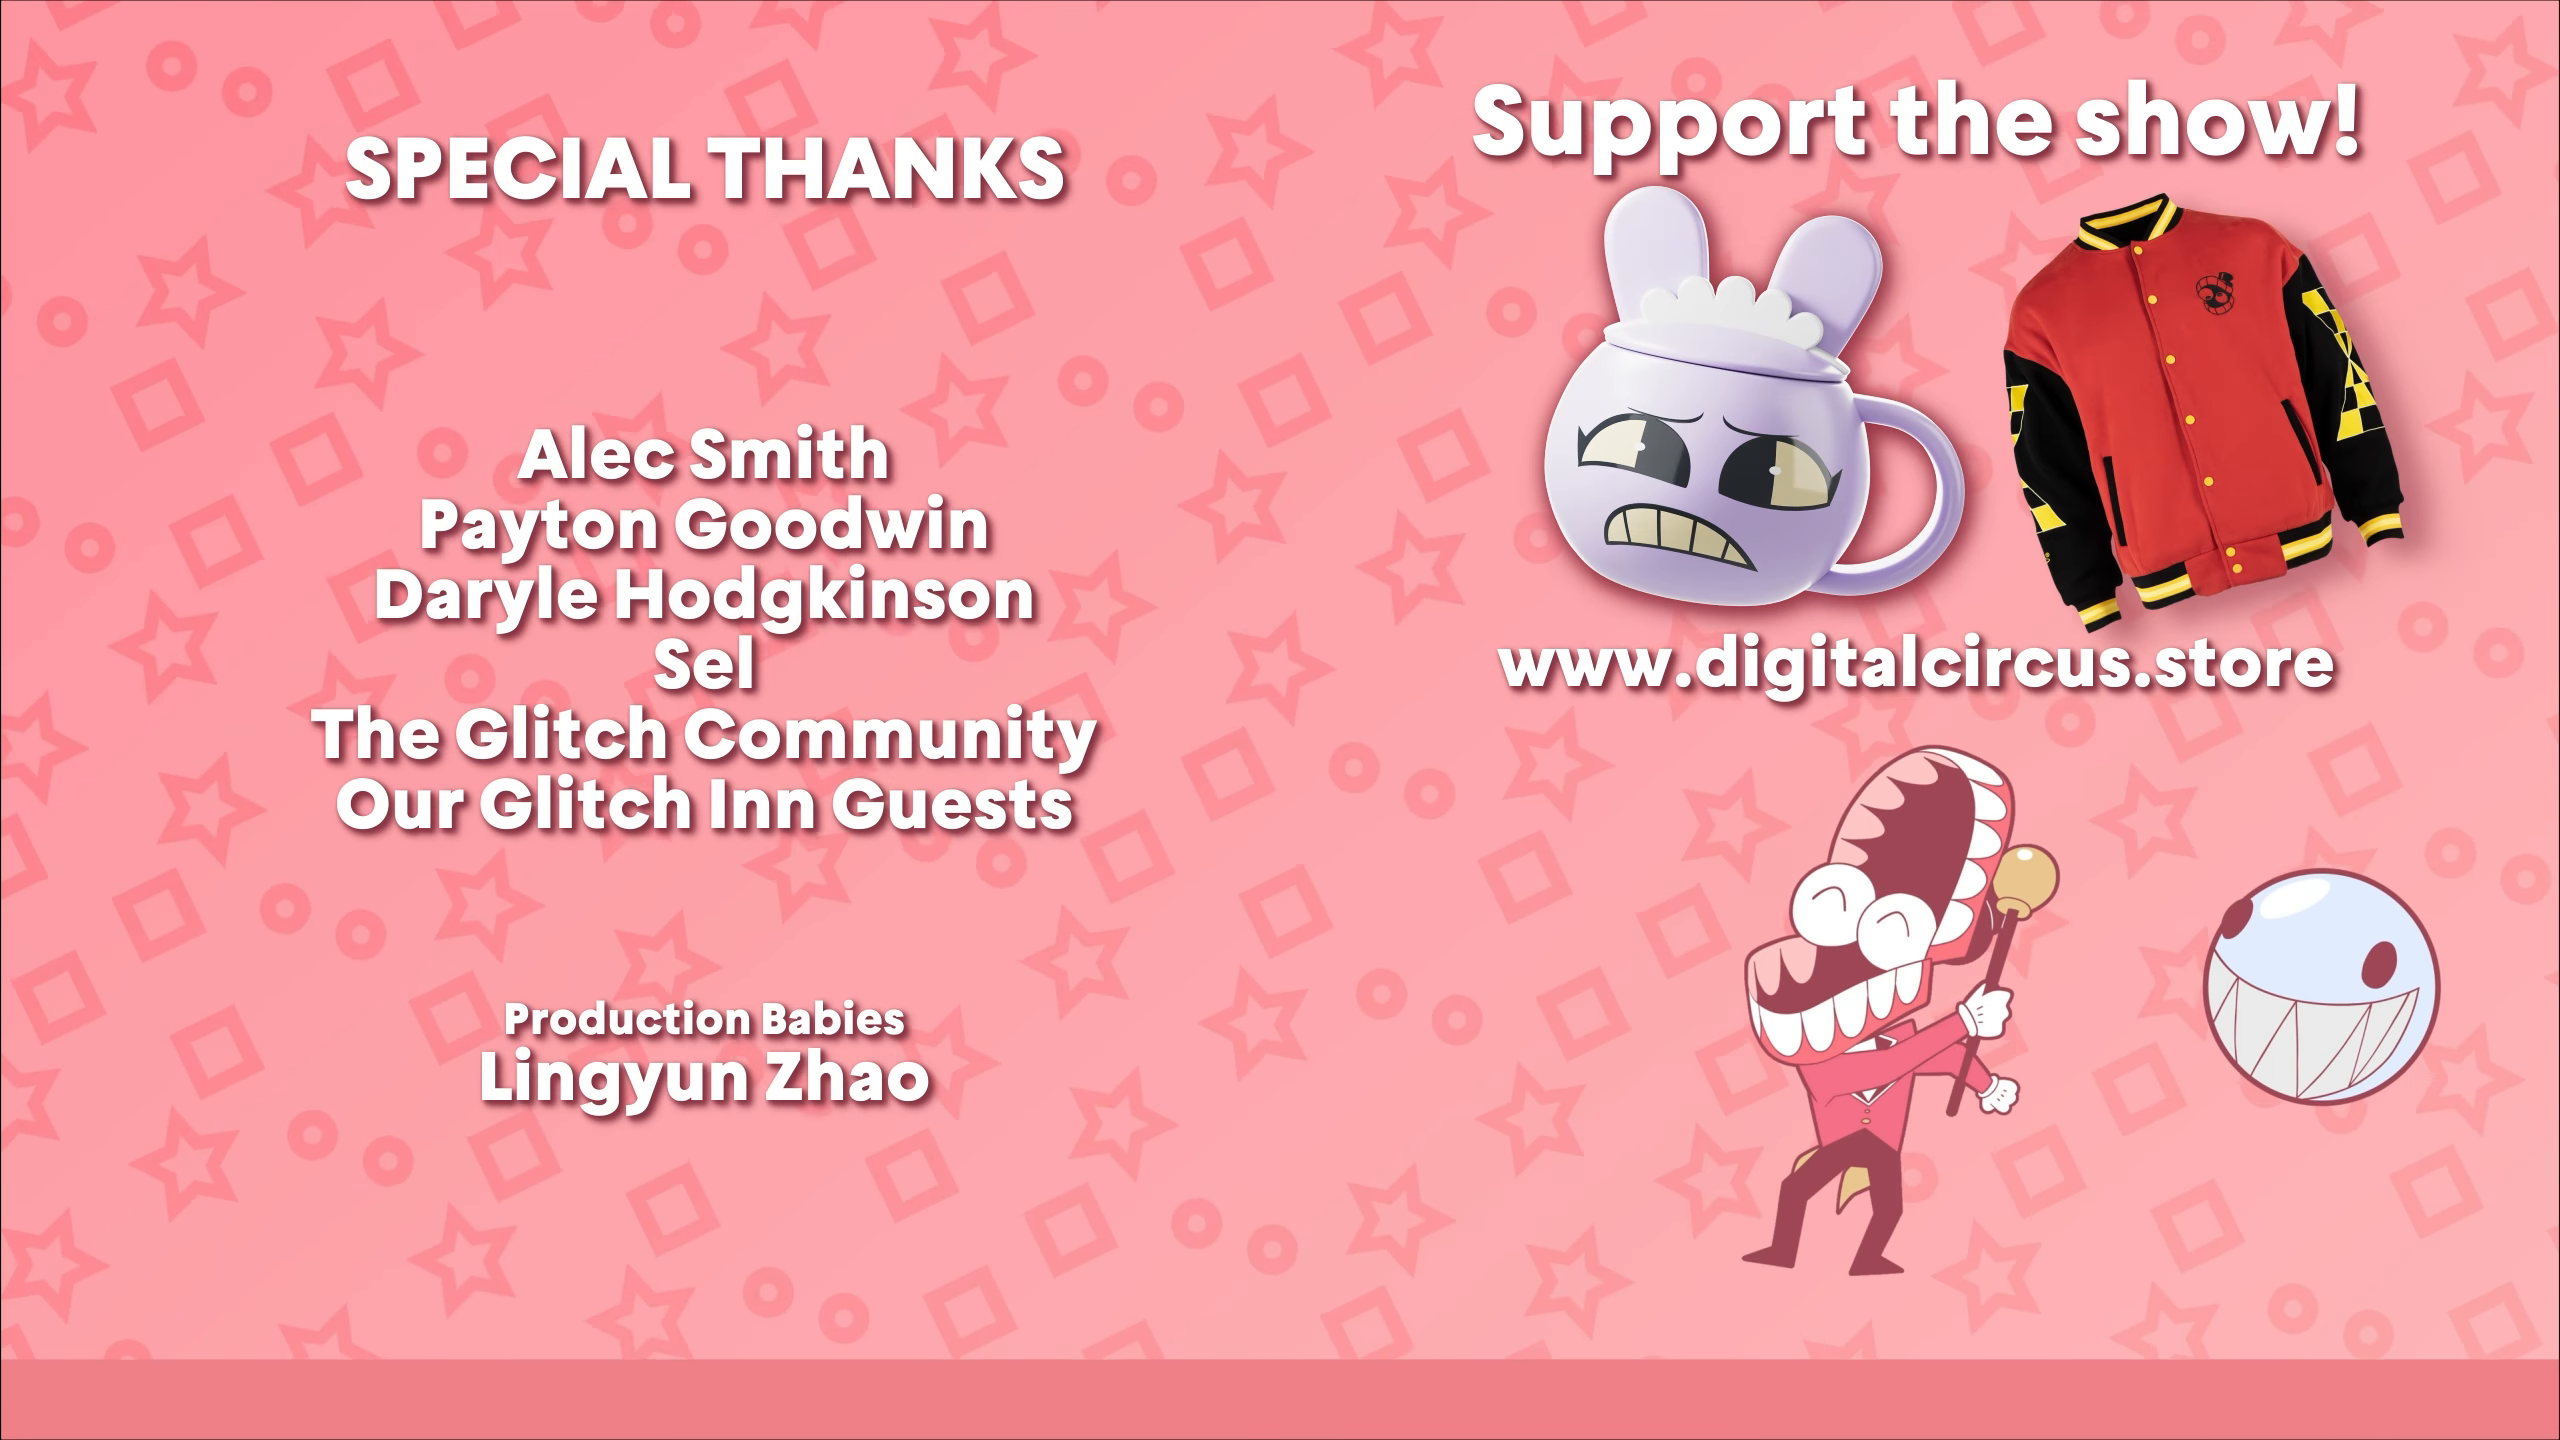 SPECIAL THANKS
Alec Smith
Payton Goodwin
Daryle Hodgkinson
Sel
The Glitch Community
Our Glitch Inn Guests
Production Babies
Lingyun Zhao
Support the show!
www.digitalcircus.store